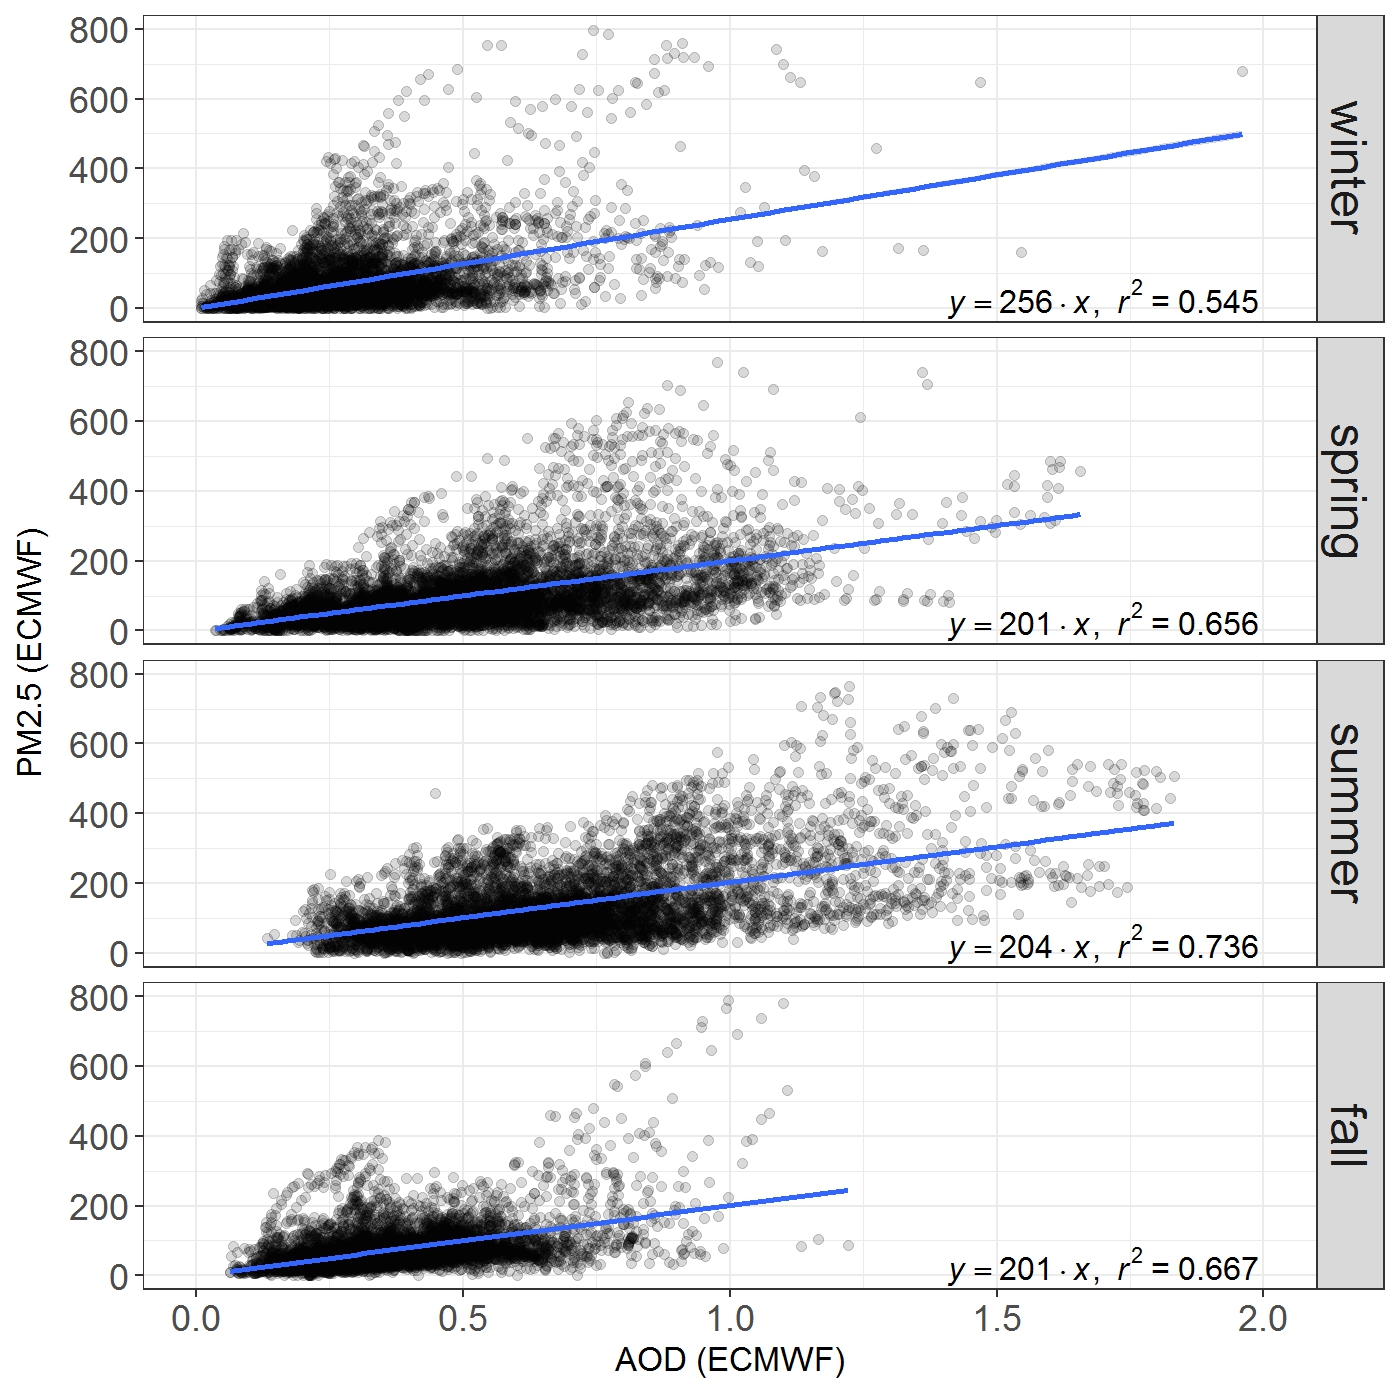 PM2.5 (ECMWF)
800
600
400
200
0
y = 256 · x, r² = 0.545
winter
800
600
400
200
0
y = 201 · x, r² = 0.656
spring
800
600
400
200
0
y = 204 · x, r² = 0.736
summer
800
600
400
200
0
y = 201 · x, r² = 0.667
fall
0.0 0.5 1.0 1.5 2.0
AOD (ECMWF)